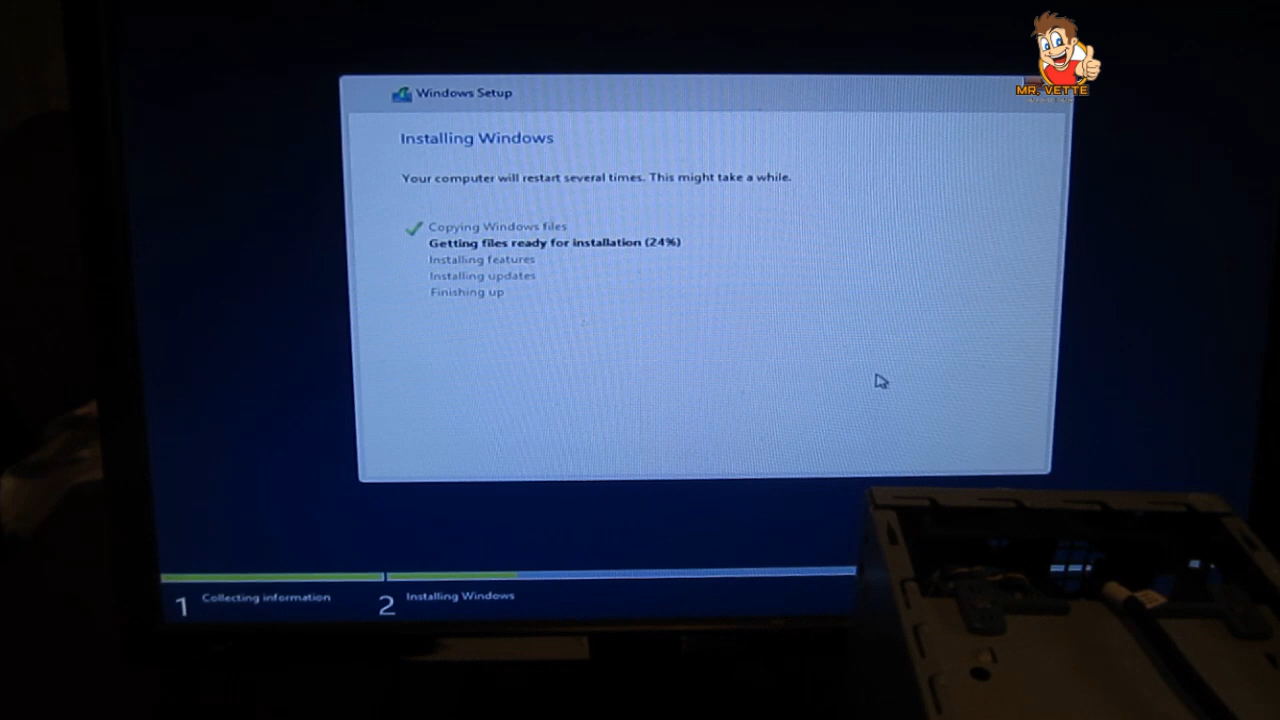 MR. VETTE
Windows Setup
Installing Windows
Your computer will restart several times. This might take a while.
Copying Windows files
Getting files ready for installation (24%)
Installing features
Installing updates
Finishing up
1 Collecting information
2 Installing Windows